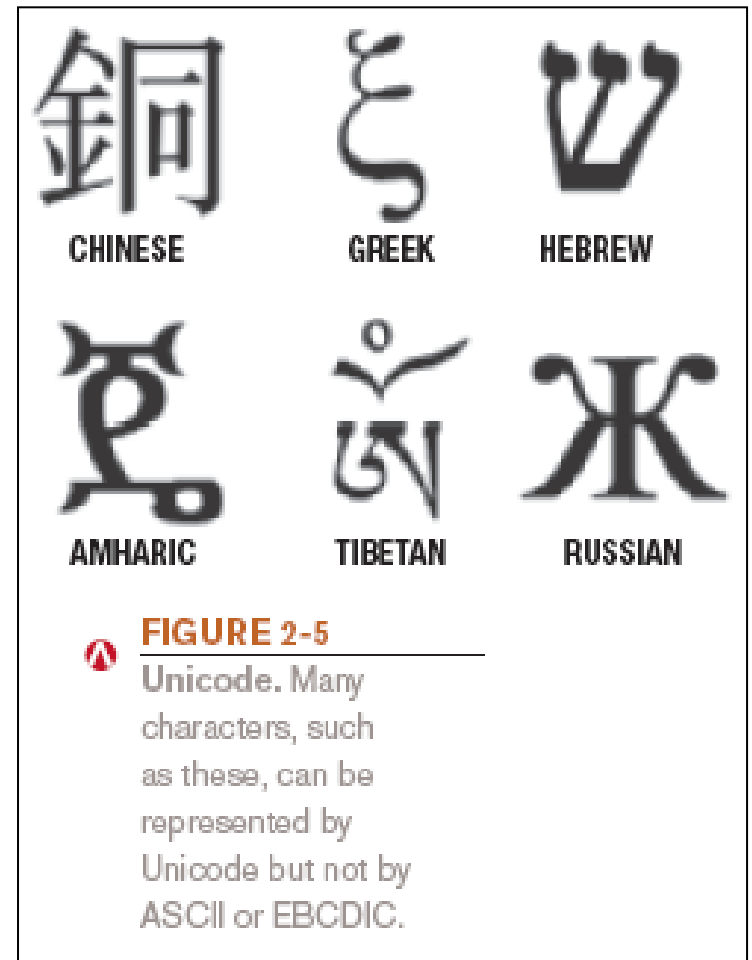 銅 ξ ש
CHINESE GREEK HEBREW
ༀ Ж
AMHARIC TIBETAN RUSSIAN
FIGURE 2-5
Unicode. Many
characters, such
as these, can be
represented by
Unicode but not by
ASCII or EBCDIC.